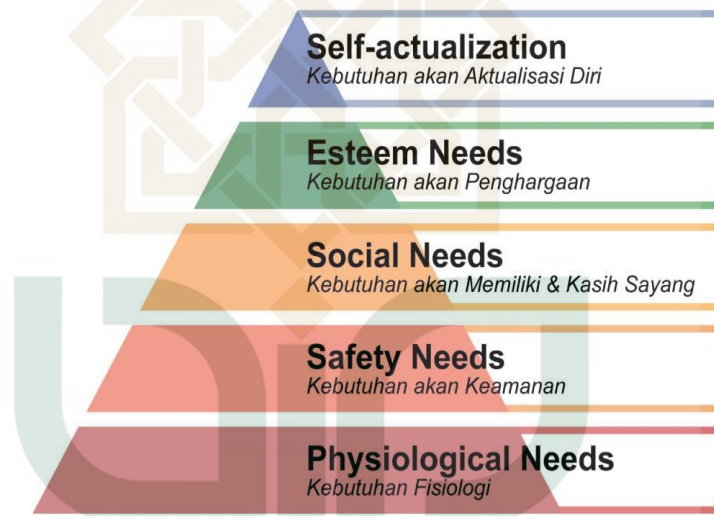 Self-actualization
Kebutuhan akan Aktualisasi Diri
Esteem Needs
Kebutuhan akan Penghargaan
Social Needs
Kebutuhan akan Memiliki & Kasih Sayang
Safety Needs
Kebutuhan akan Keamanan
Physiological Needs
Kebutuhan Fisiologi